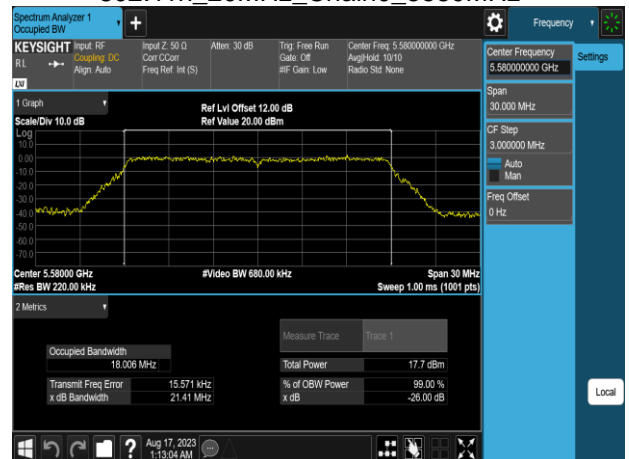 Spectrum Analyzer 1
Occupied BW
Frequency
KEYSIGHT
RL
Input: RF
Coupling: DC
Align: Auto
Input Z: 50 Ω
Corr CCorr
Freq Ref: Int (S)
Atten: 30 dB
Trig: Free Run
Gate: Off
#IF Gain: Low
Center Freq: 5.580000000 GHz
Avg|Hold: 10/10
Radio Std: None
LXI
Center Frequency
5.580000000 GHz
Settings
Span
30.000 MHz
CF Step
3.000000 MHz
Auto
Man
Freq Offset
0 Hz
Local
1 Graph
Scale/Div 10.0 dB
Ref Lvl Offset 12.00 dB
Ref Value 20.00 dBm
Log
10.0
0.00
-10.0
-20.0
-30.0
-40.0
-50.0
-60.0
-70.0
Center 5.58000 GHz
#Video BW 680.00 kHz
Span 30 MHz
#Res BW 220.00 kHz
Sweep 1.00 ms (1001 pts)
2 Metrics
Measure Trace
Trace 1
Occupied Bandwidth
18.006 MHz
Total Power
17.7 dBm
Transmit Freq Error
15.571 kHz
% of OBW Power
99.00 %
x dB Bandwidth
21.41 MHz
x dB
-26.00 dB
Aug 17, 2023
1:13:04 AM